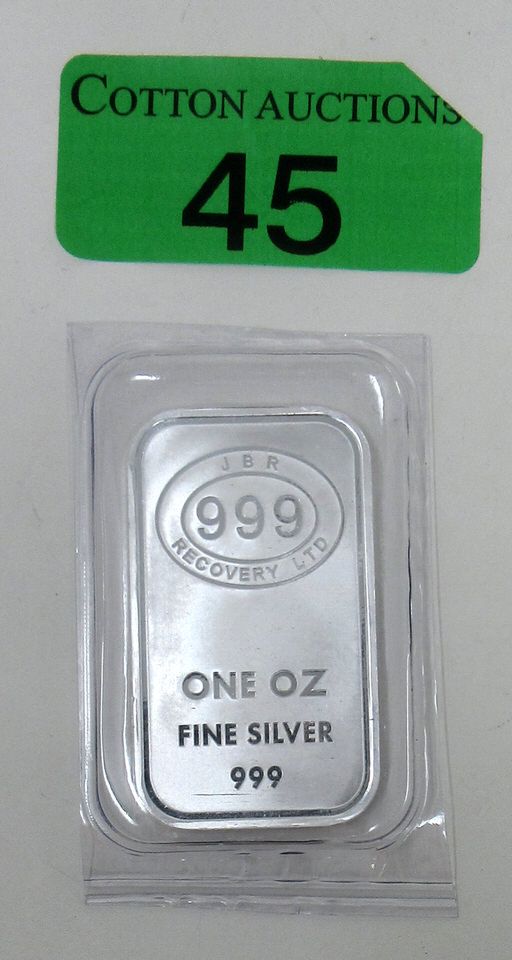 COTTON AUCTIONS
45
JBR
999
RECOVERY LTD
ONE OZ
FINE SILVER
999